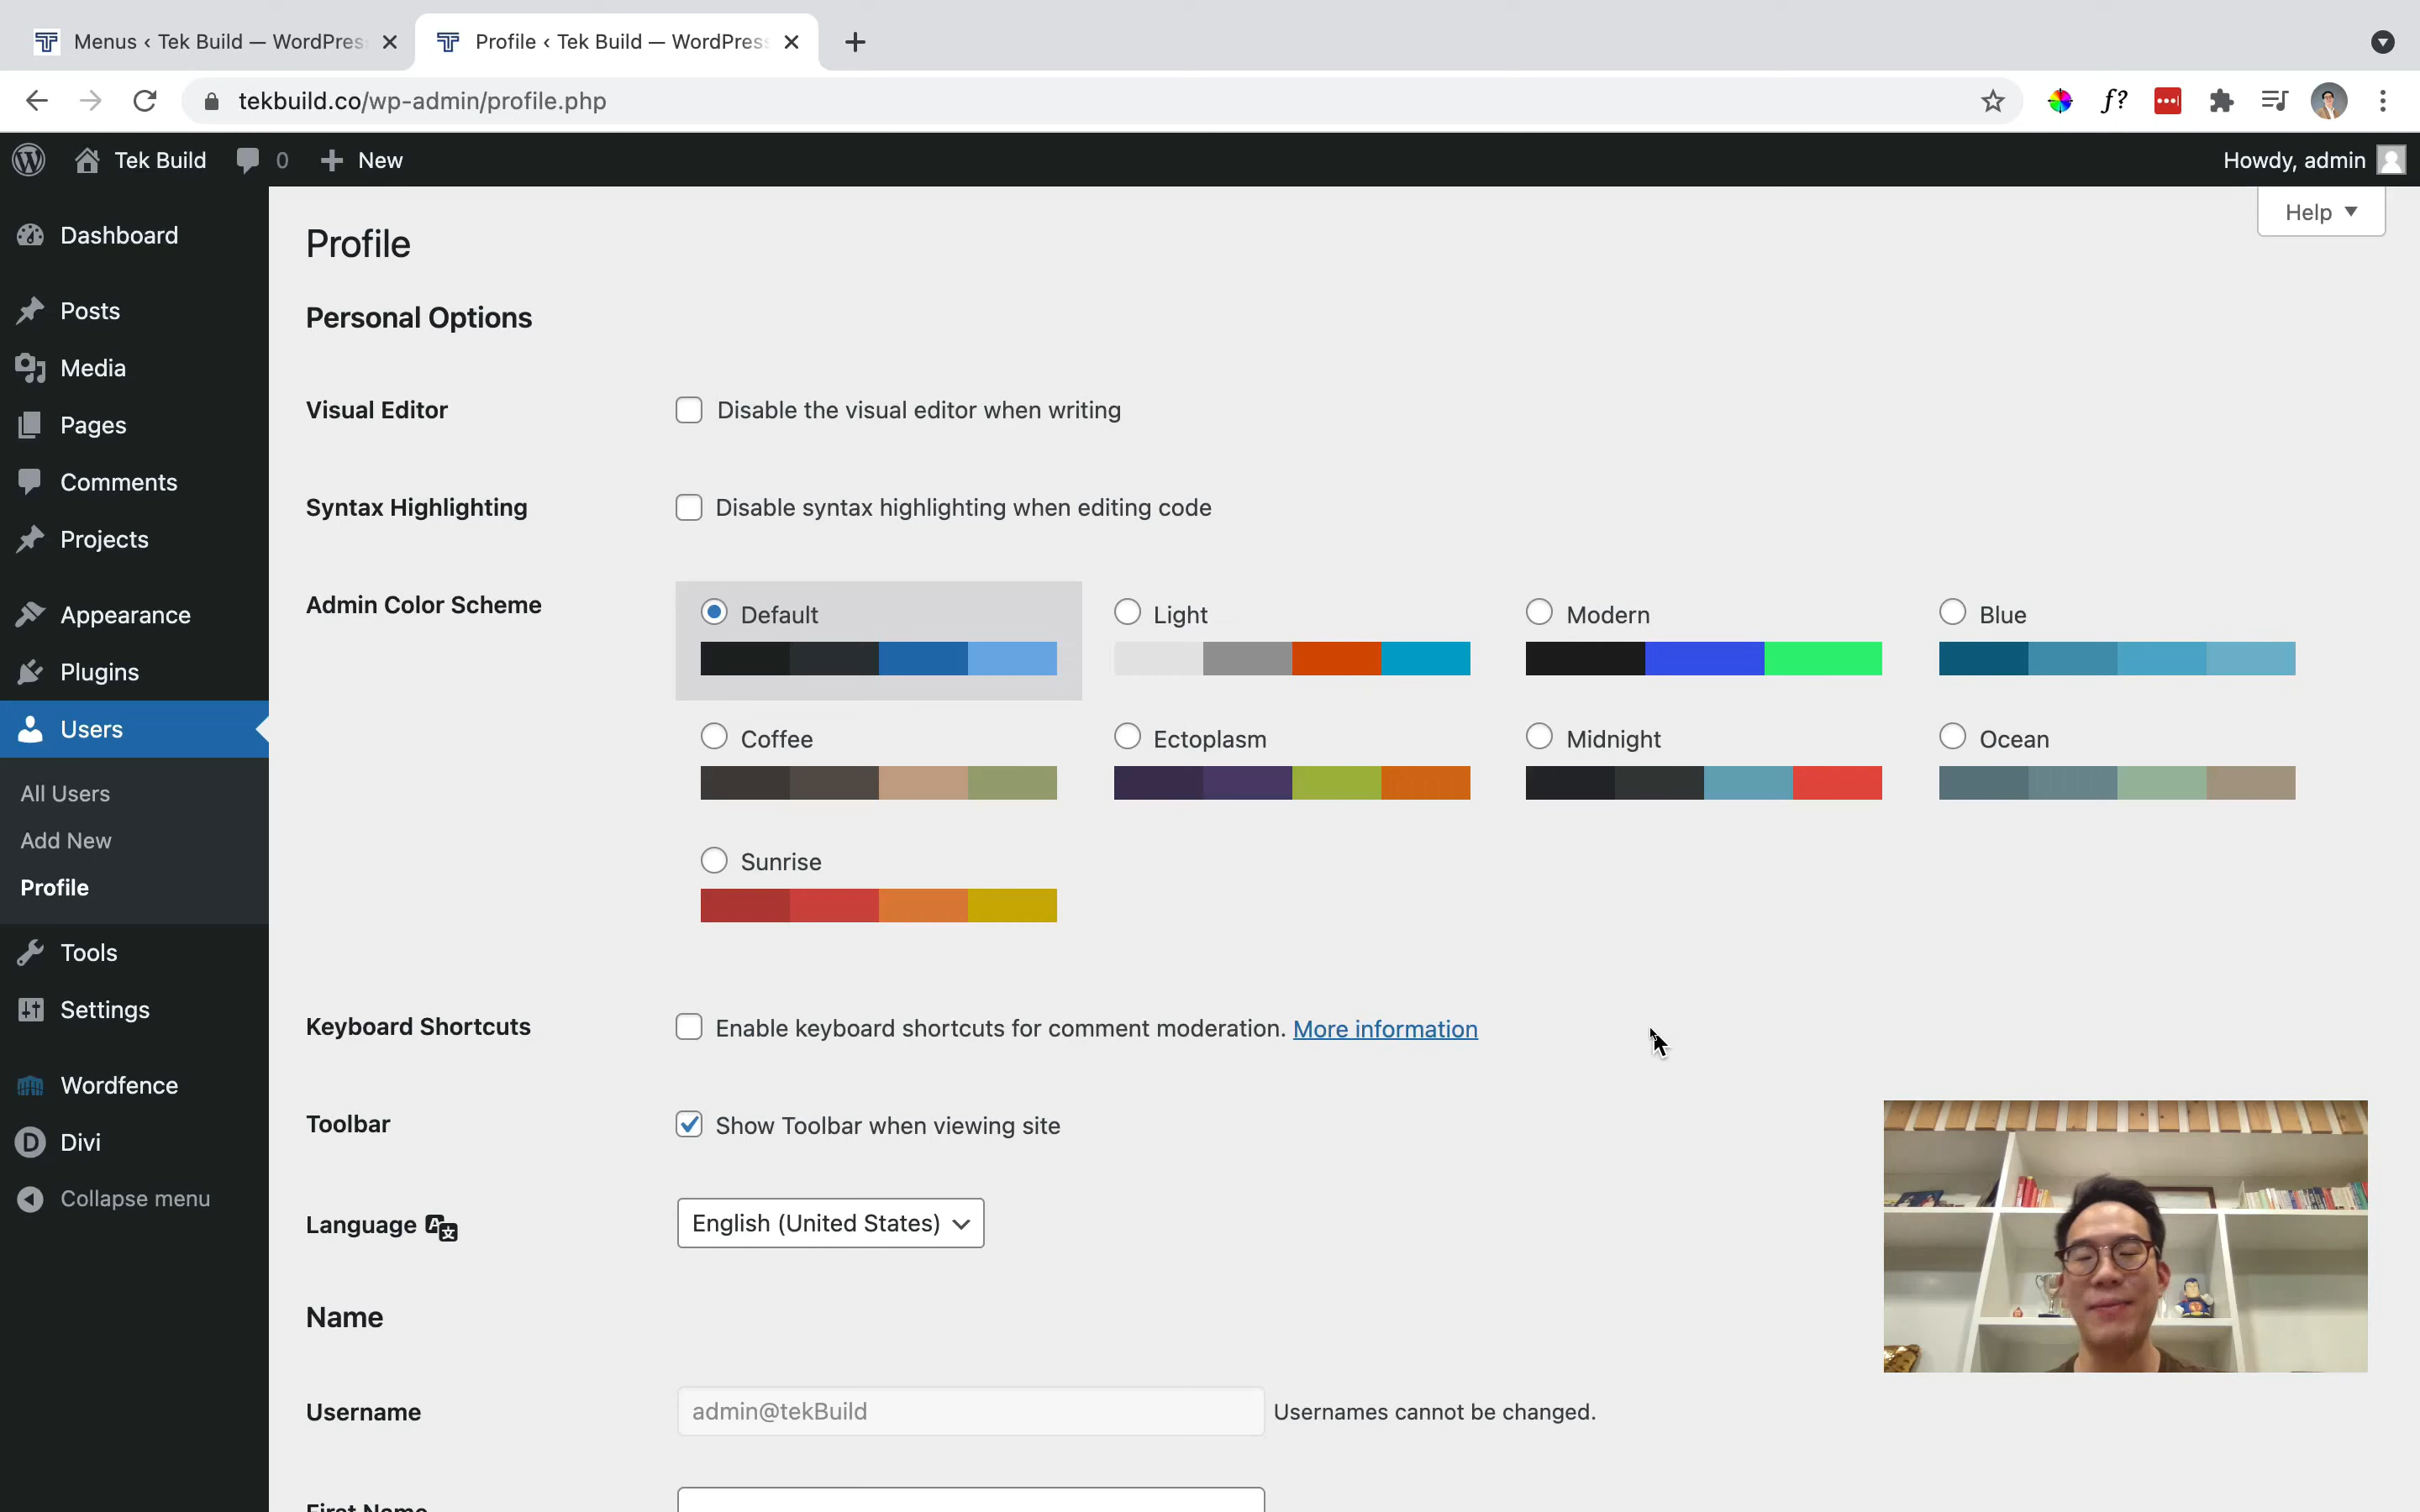 Menus ‹ Tek Build — WordPres
Profile ‹ Tek Build — WordPress
tekbuild.co/wp-admin/profile.php
f?
Tek Build 0 New
Howdy, admin
Help
Dashboard
Posts
Media
Pages
Comments
Projects
Appearance
Plugins
Users
All Users
Add New
Profile
Tools
Settings
Wordfence
Divi
Collapse menu
Profile
Personal Options
Visual Editor
Disable the visual editor when writing
Syntax Highlighting
Disable syntax highlighting when editing code
Admin Color Scheme
Default
Light
Modern
Blue
Coffee
Ectoplasm
Midnight
Ocean
Sunrise
Keyboard Shortcuts
Enable keyboard shortcuts for comment moderation. More information
Toolbar
Show Toolbar when viewing site
Language
English (United States)
Name
Username
admin@tekBuild
Usernames cannot be changed.
First Name